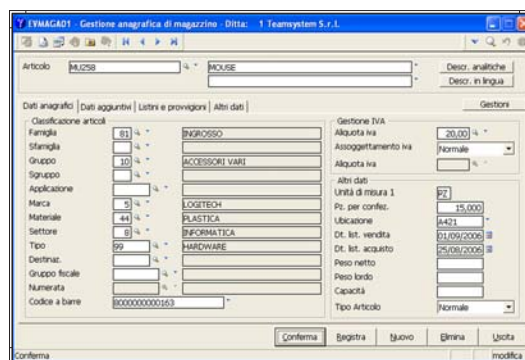 EVMAGA01 - Gestione anagrafica di magazzino - Ditta: 1 Teamsystem S.r.l.
Articolo MU258 MOUSE
Descr. analitiche
Descr. in lingua
Dati anagrafici Dati aggiuntivi Listini e provvigioni Altri dati Gestioni
Classificazione articoli
Famiglia 81 INGROSSO
Sfamiglia
Gruppo 10 ACCESSORI VARI
Sgruppo
Applicazione
Marca 5 LOGITECH
Materiale 44 PLASTICA
Settore 8 INFORMATICA
Tipo 99 HARDWARE
Destinaz.
Gruppo fiscale
Numerata
Codice a barre 8000000000163
Gestione IVA
Aliquota iva 20,00
Assoggettamento iva Normale
Aliquota iva
Altri dati
Unità di misura 1 PZ
Pz. per confez. 15,000
Ubicazione A421
Dt. list. vendita 01/09/2006
Dt. list. acquisto 25/08/2006
Peso netto
Peso lordo
Capacità
Tipo Articolo Normale
Conferma Registra Nuovo Elimina Uscita
Conferma modifica